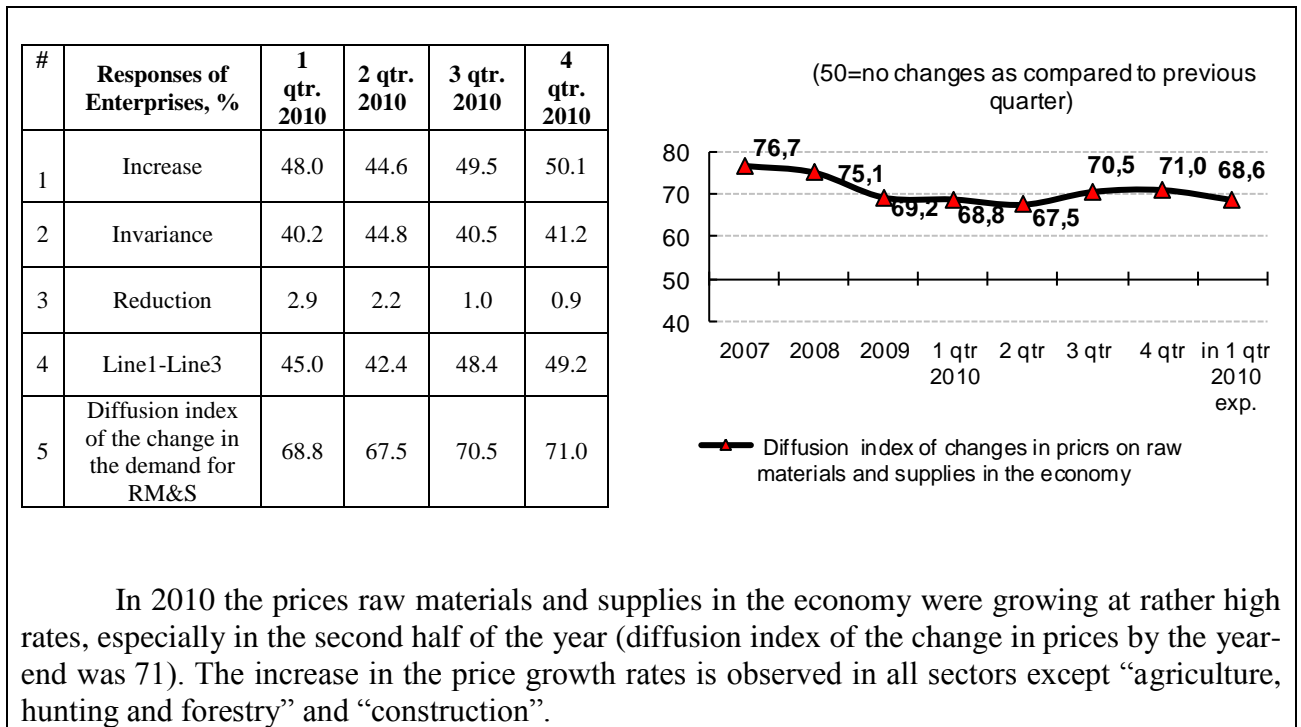 # Responses of Enterprises, % 1 qtr. 2010 2 qtr. 2010 3 qtr. 2010 4 qtr. 2010
1 Increase 48.0 44.6 49.5 50.1
2 Invariance 40.2 44.8 40.5 41.2
3 Reduction 2.9 2.2 1.0 0.9
4 Line1-Line3 45.0 42.4 48.4 49.2
5 Diffusion index of the change in the demand for RM&S 68.8 67.5 70.5 71.0
(50=no changes as compared to previous
quarter)
80
70
60
50
40
76,7 75,1 69,2 68,8 67,5 70,5 71,0 68,6
2007 2008 2009 1 qtr 2 qtr 3 qtr 4 qtr in 1 qtr
2010 2010
exp.
Diffusion index of changes in pricrs on raw
materials and supplies in the economy
In 2010 the prices raw materials and supplies in the economy were growing at rather high
rates, especially in the second half of the year (diffusion index of the change in prices by the year-
end was 71). The increase in the price growth rates is observed in all sectors except “agriculture,
hunting and forestry” and “construction”.